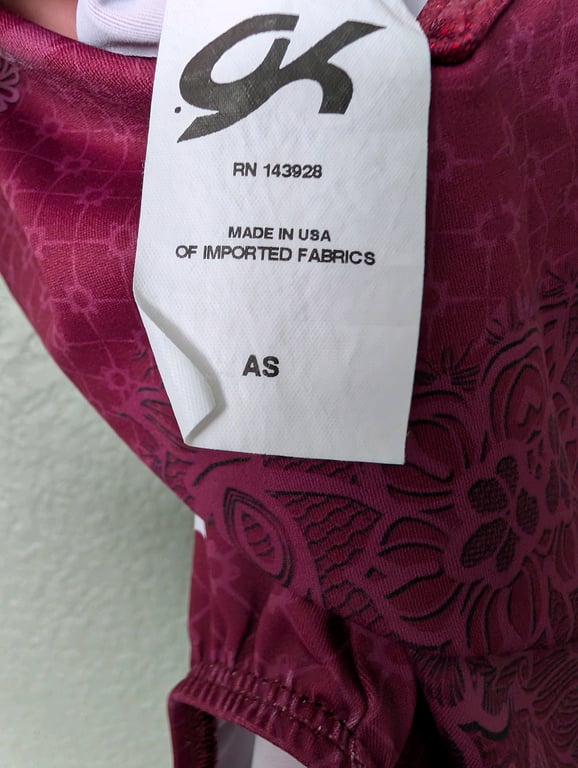 GK
RN 143928
MADE IN USA
OF IMPORTED FABRICS
AS